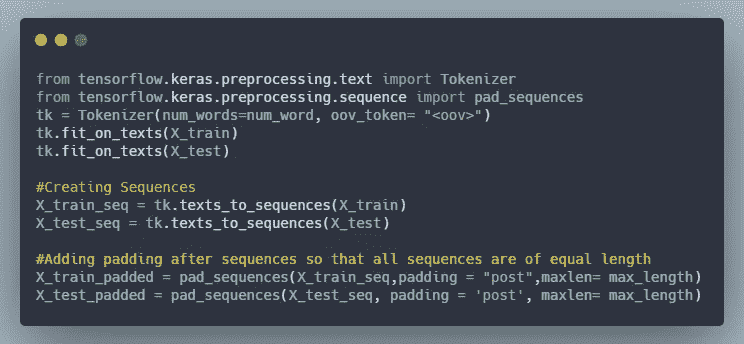 from tensorflow.keras.preprocessing.text import Tokenizer
from tensorflow.keras.preprocessing.sequence import pad_sequences
tk = Tokenizer(num_words=num_word, oov_token= "<oov>")
tk.fit_on_texts(X_train)
tk.fit_on_texts(X_test)
#Creating Sequences
X_train_seq = tk.texts_to_sequences(X_train)
X_test_seq = tk.texts_to_sequences(X_test)
#Adding padding after sequences so that all sequences are of equal length
X_train_padded = pad_sequences(X_train_seq,padding = "post",maxlen= max_length)
X_test_padded = pad_sequences(X_test_seq, padding = 'post', maxlen= max_length)